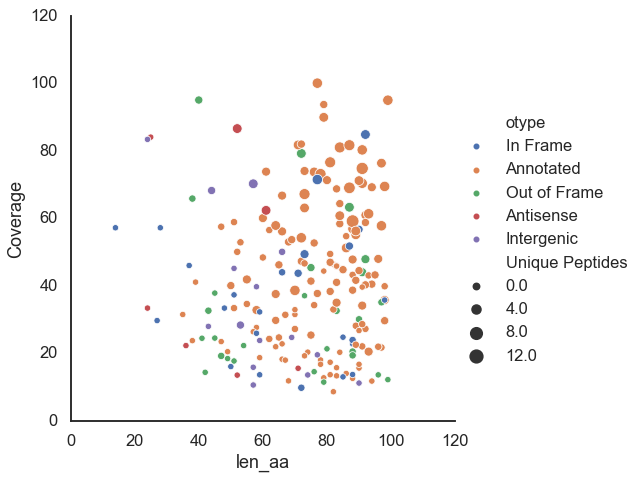 120
100
80
60
40
20
0
Coverage
0 20 40 60 80 100 120
len_aa
otype
In Frame
Annotated
Out of Frame
Antisense
Intergenic
Unique Peptides
0.0
4.0
8.0
12.0